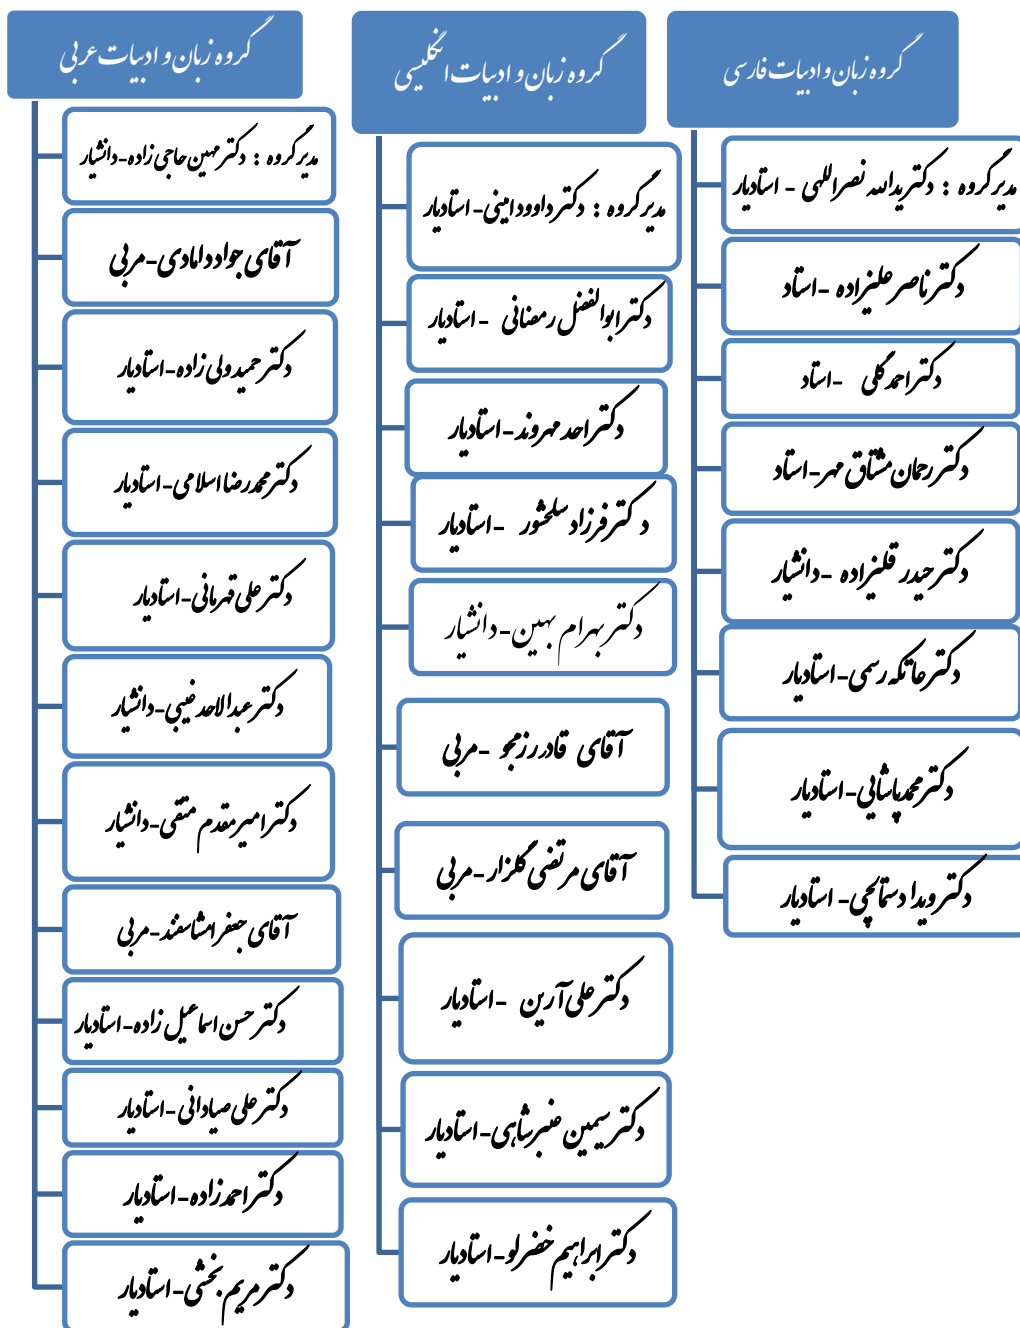 گروه زبان و ادبیات فارسی
مدیر گروه : دکتر یداله نصراللهی - استادیار
دکتر ناصر علیزاده - استاد
دکتر احمد گلی - استاد
دکتر رحمان مشتاق مهر - استاد
دکتر حیدر قلیزاده - دانشیار
دکتر عاتکه رسمی - استادیار
دکتر محمد پاشایی - استادیار
دکتر ویدا دستمالچی - استادیار
گروه زبان و ادبیات انگلیسی
مدیر گروه : دکتر داوود امینی - استادیار
دکتر ابوالفضل رمضانی - استادیار
دکتر احد مهروند - استادیار
دکتر فرزاد سلحشور - استادیار
دکتر بهرام بهین - دانشیار
آقای قادر رزمجو - مربی
آقای مرتضی گلزار - مربی
دکتر علی آرین - استادیار
دکتر سیمین عنبرشاهی - استادیار
دکتر ابراهیم خضرلو - استادیار
گروه زبان و ادبیات عربی
مدیر گروه : دکتر مهین حاجی زاده - دانشیار
آقای جواد دامادی - مربی
دکتر حمید ولی زاده - استادیار
دکتر محمدرضا اسلامی - استادیار
دکتر علی قهرمانی - استادیار
دکتر عبدالاحد غیبی - دانشیار
دکتر امیر مقدم متقی - دانشیار
آقای جعفر امشاسفند - مربی
دکتر حسن اسماعیل زاده - استادیار
دکتر علی صیادانی - استادیار
دکتر احمدزاده - استادیار
دکتر مریم بخشی - استادیار